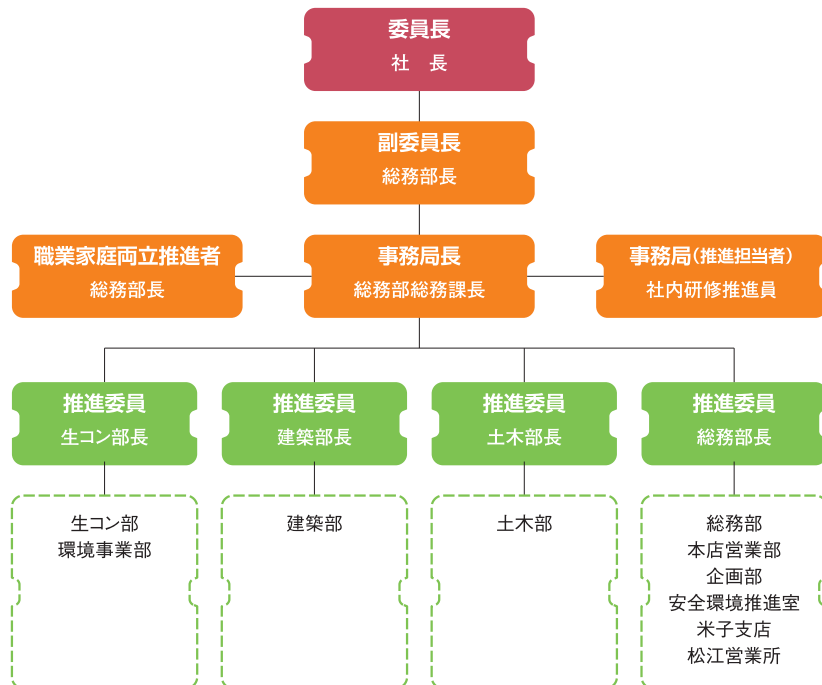 委員長
社　長
副委員長
総務部長
職業家庭両立推進者
総務部長
事務局長
総務部総務課長
事務局（推進担当者）
社内研修推進員
推進委員
生コン部長
推進委員
建築部長
推進委員
土木部長
推進委員
総務部長
生コン部
環境事業部
建築部
土木部
総務部
本店営業部
企画部
安全環境推進室
米子支店
松江営業所